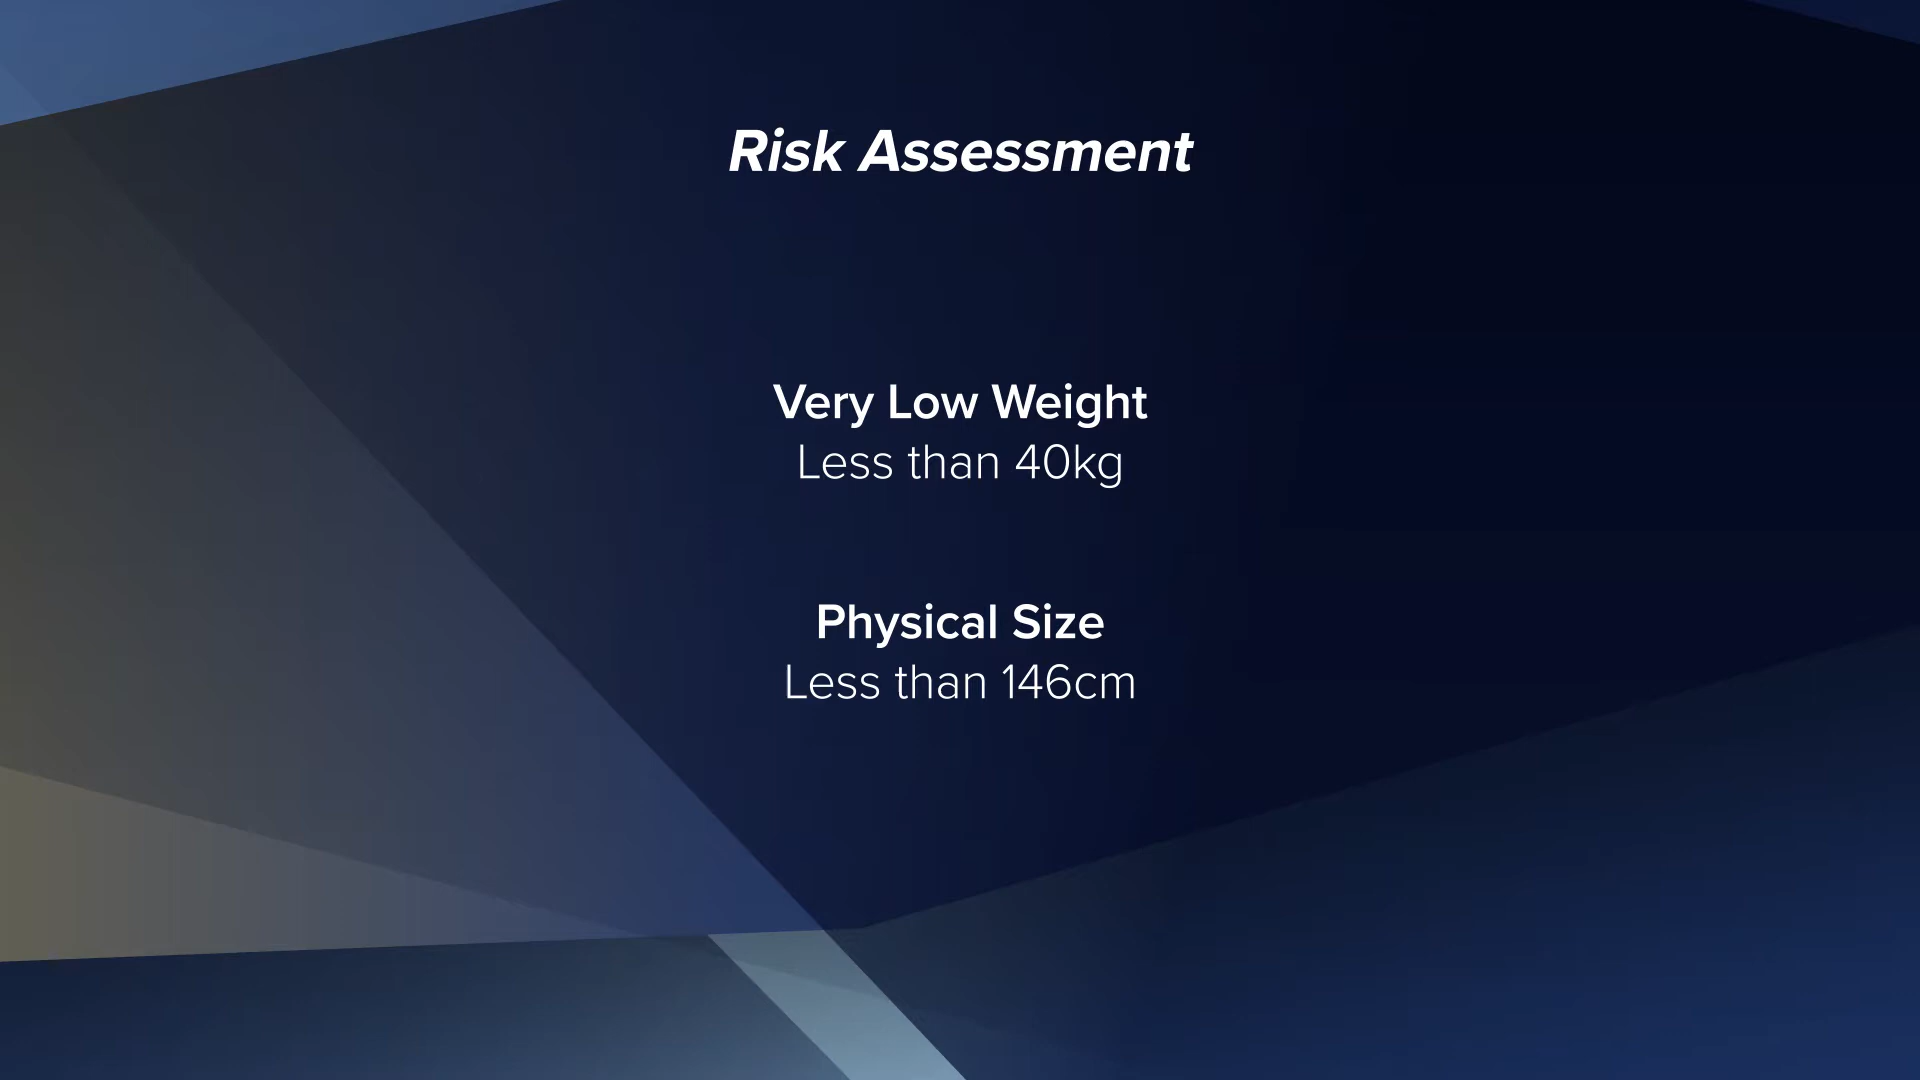 Risk Assessment
Very Low Weight
Less than 40kg
Physical Size
Less than 146cm